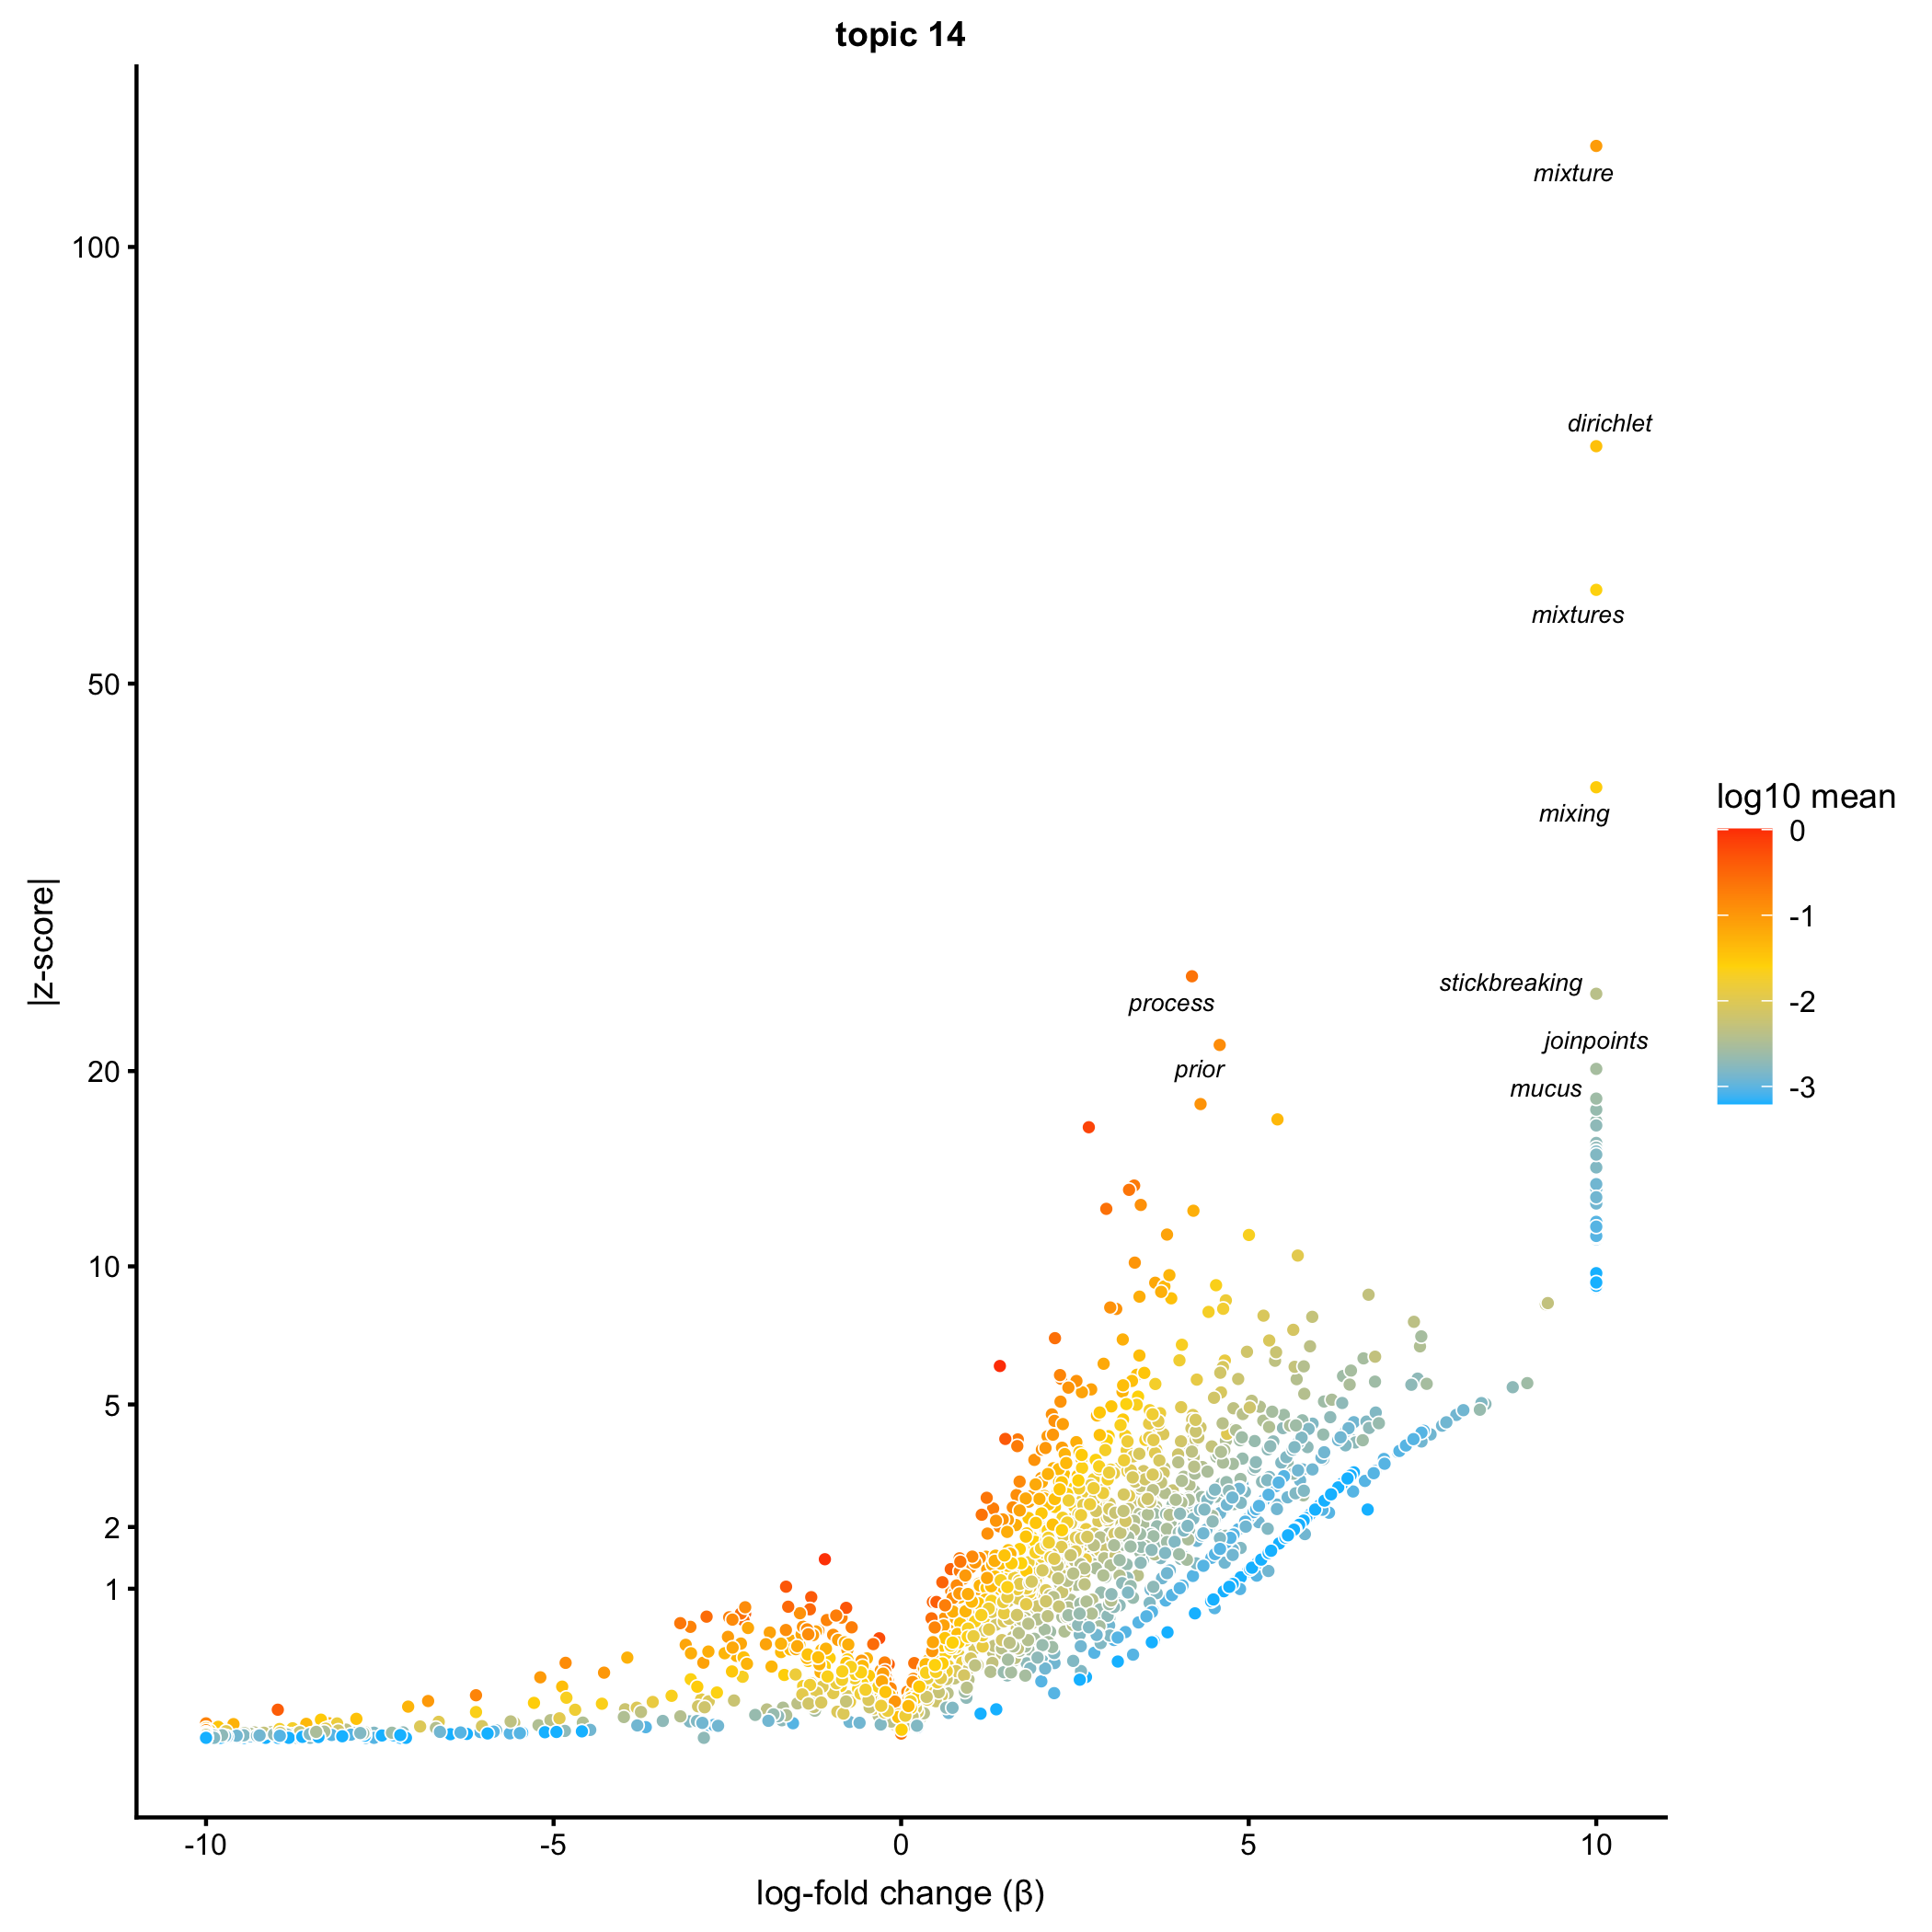 topic 14
mixture
100
dirichlet
mixtures
50
mixing
log10 mean
0
-1
-2
-3
|z-score|
process
stickbreaking
joinpoints
20
prior
mucus
10
5
2
1
-10
-5
0
5
10
log-fold change (β)